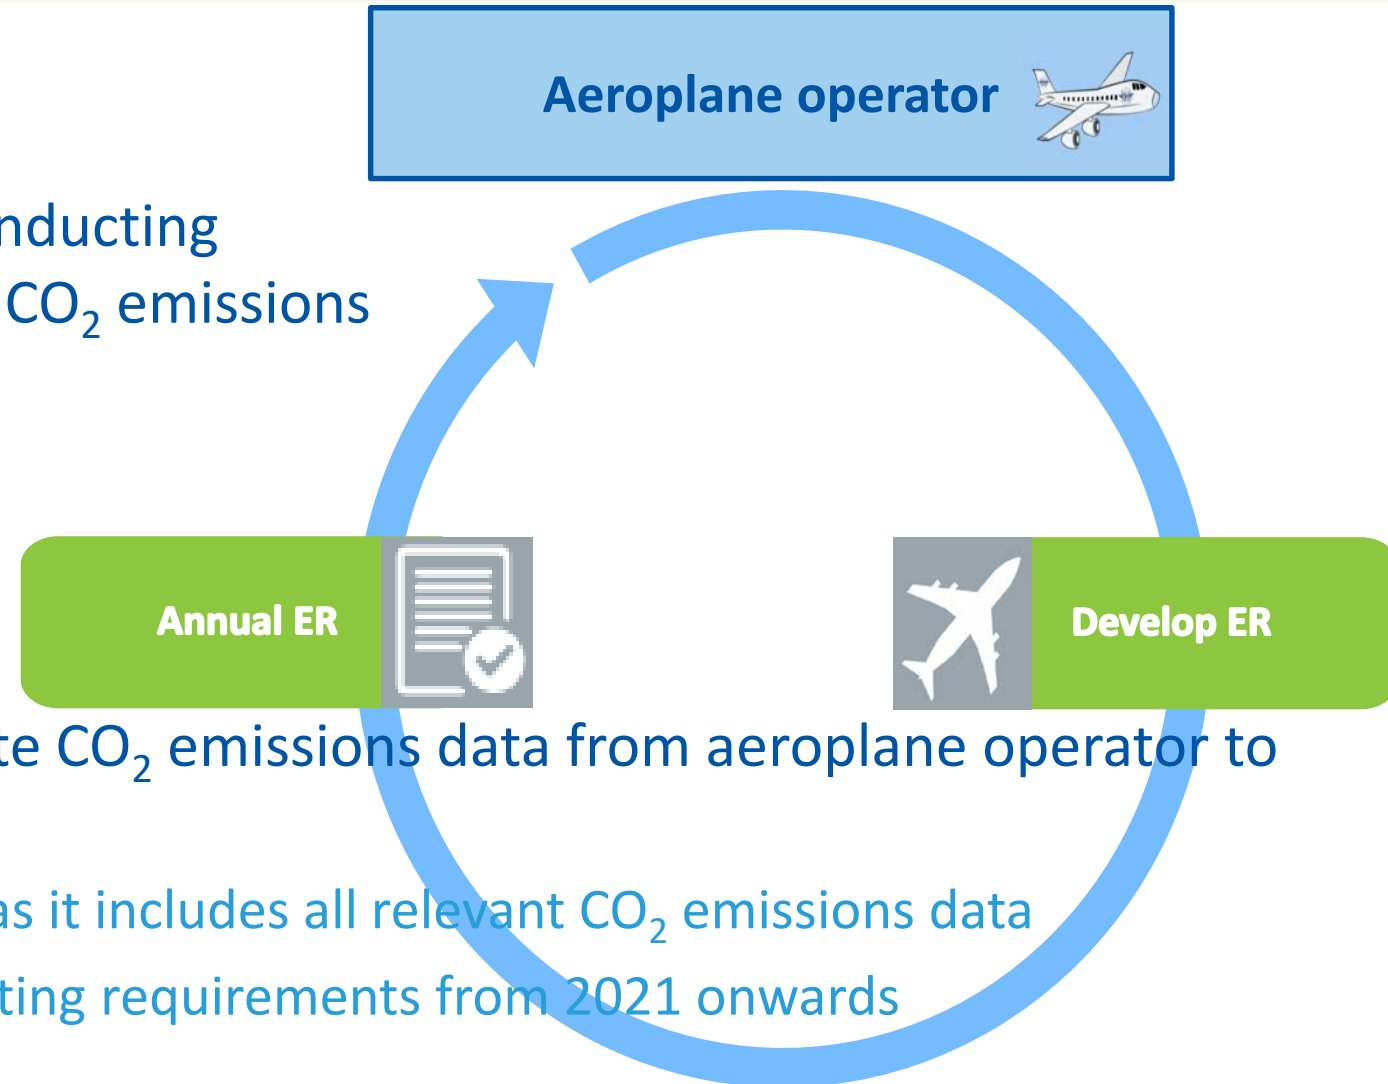 Aeroplane operator
nducting
CO₂ emissions
Annual ER
Develop ER
te CO₂ emissions data from aeroplane operator to
as it includes all relevant CO₂ emissions data
ting requirements from 2021 onwards